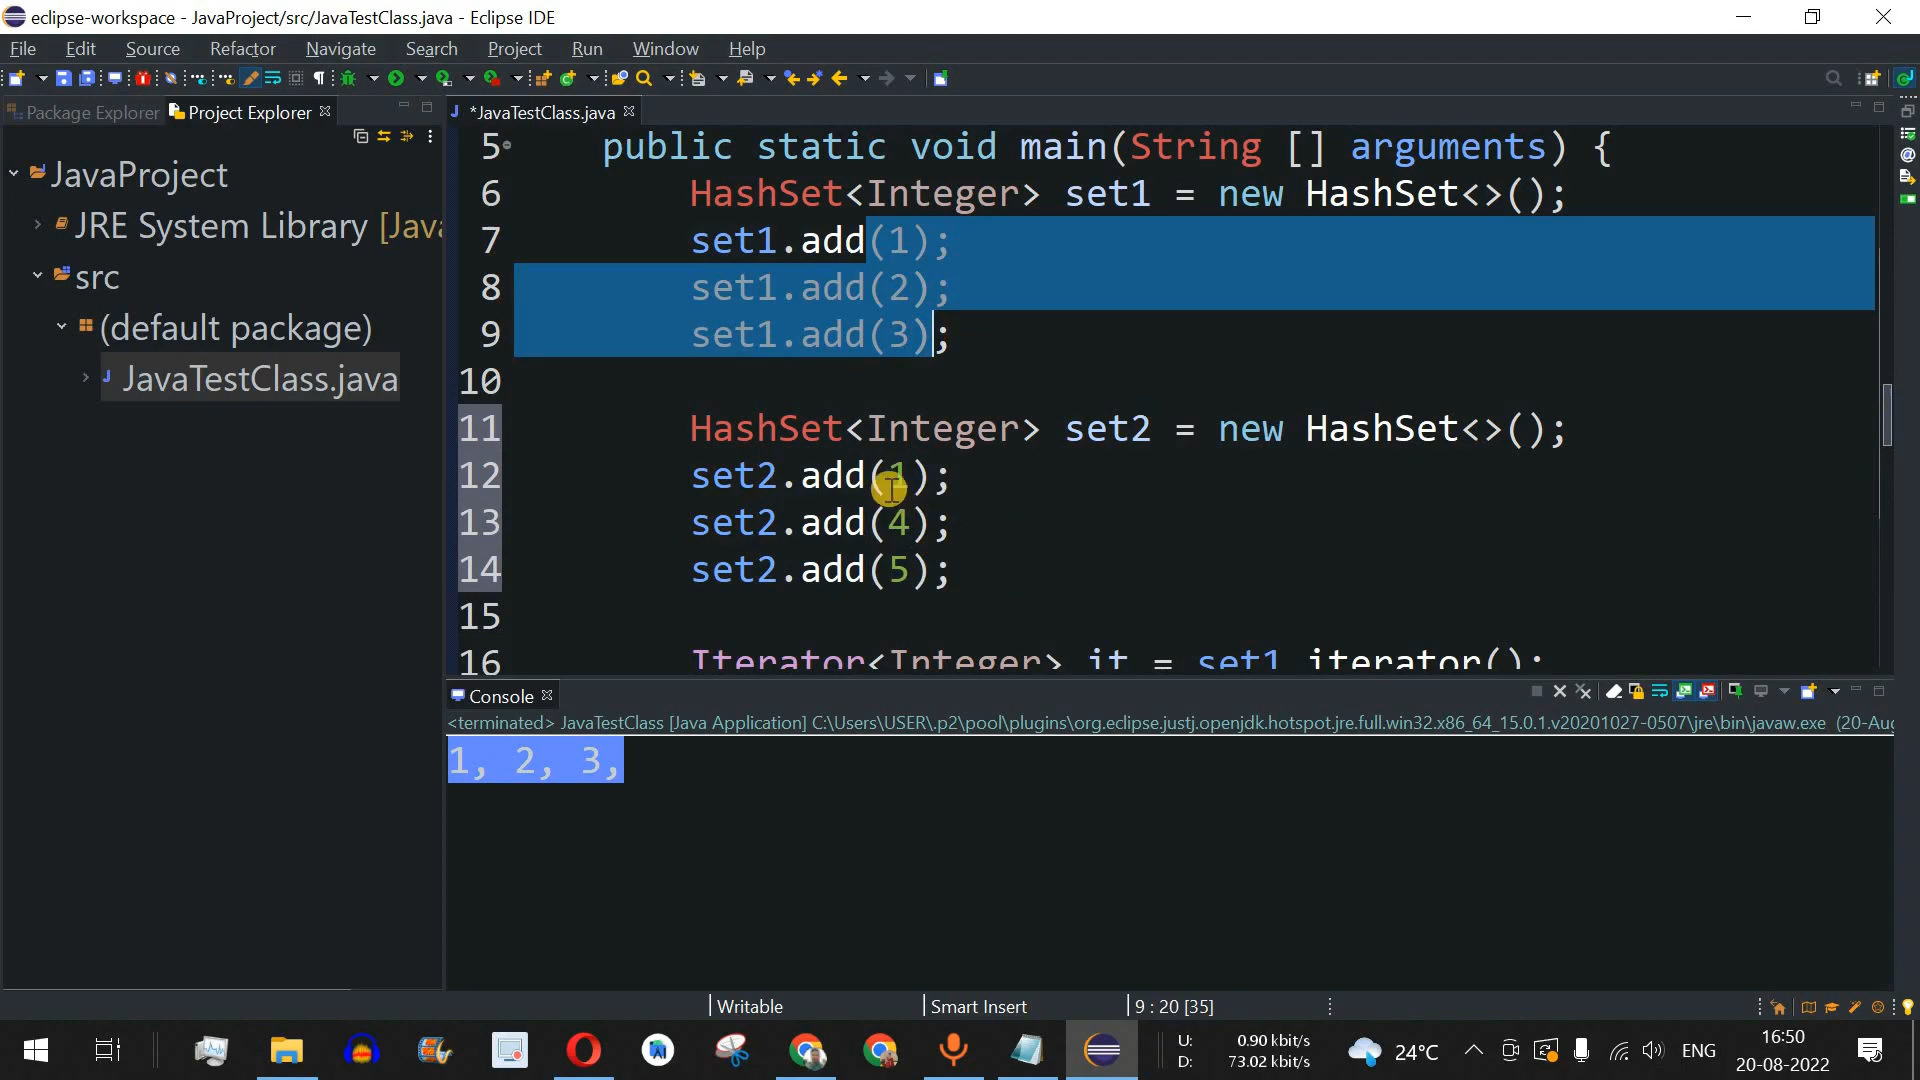 eclipse-workspace - JavaProject/src/JavaTestClass.java - Eclipse IDE
File Edit Source Refactor Navigate Search Project Run Window Help
Package Explorer Project Explorer
*JavaTestClass.java
JavaProject
JRE System Library [Java
src
(default package)
JavaTestClass.java
5 public static void main(String [] arguments) {
6 HashSet<Integer> set1 = new HashSet<>();
7 set1.add(1);
8 set1.add(2);
9 set1.add(3);
10
11 HashSet<Integer> set2 = new HashSet<>();
12 set2.add(1);
13 set2.add(4);
14 set2.add(5);
15
16 Iterator<Integer> it = set1.iterator();
Console
<terminated> JavaTestClass [Java Application] C:\Users\USER\.p2\pool\plugins\org.eclipse.justj.openjdk.hotspot.jre.full.win32.x86_64_15.0.1.v20201027-0507\jre\bin\javaw.exe (20-Aug
1, 2, 3,
Writable Smart Insert 9 : 20 [35]
U: 0.90 kbit/s
D: 73.02 kbit/s
24°C
ENG
16:50
20-08-2022